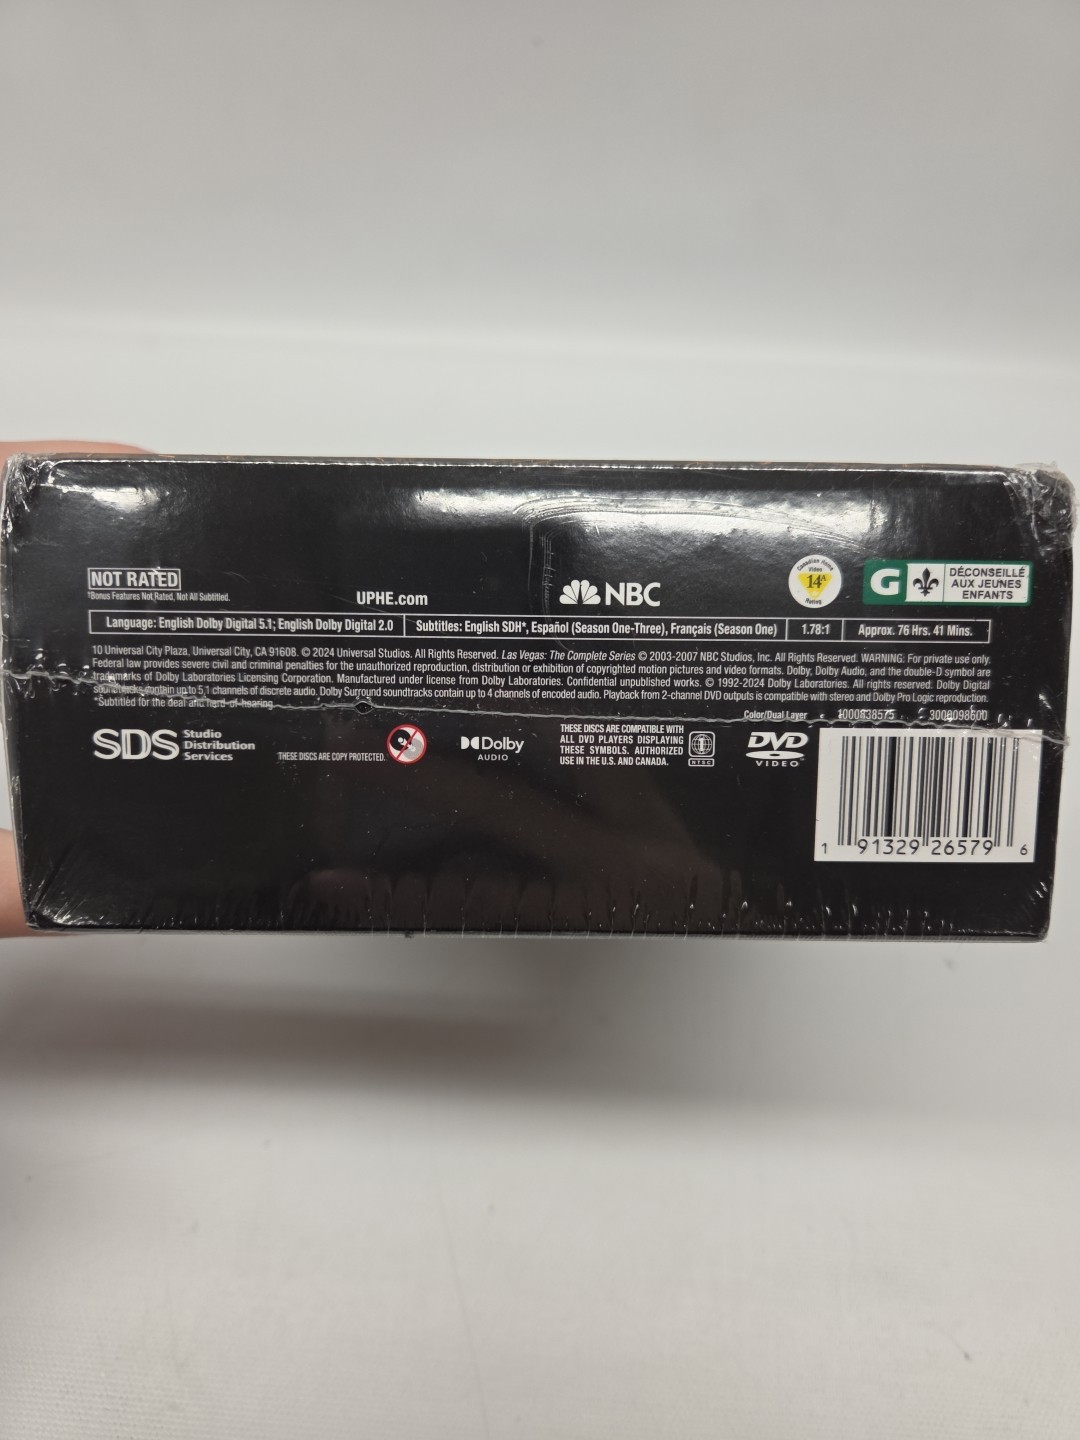 NOT RATED
*Bonus Features Not Rated, Not All Subtitled.
UPHE.com
NBC
Canadian Home Video Rating
14A
G
DÉCONSEILLÉ
AUX JEUNES
ENFANTS
Language: English Dolby Digital 5.1; English Dolby Digital 2.0
Subtitles: English SDH*, Español (Season One-Three), Français (Season One)
1.78:1
Approx. 76 Hrs. 41 Mins.
10 Universal City Plaza, Universal City, CA 91608. © 2024 Universal Studios. All Rights Reserved. Las Vegas: The Complete Series © 2003-2007 NBC Studios, Inc. All Rights Reserved. WARNING: For private use only.
Federal law provides severe civil and criminal penalties for the unauthorized reproduction, distribution or exhibition of copyrighted motion pictures and video formats. Dolby, Dolby Audio, and the double-D symbol are
trademarks of Dolby Laboratories Licensing Corporation. Manufactured under license from Dolby Laboratories. Confidential unpublished works. © 1992-2024 Dolby Laboratories. All rights reserved. Dolby Digital
soundtracks contain up to 5.1 channels of discrete audio. Dolby Surround soundtracks contain up to 4 channels of encoded audio. Playback from 2-channel DVD outputs is compatible with stereo and Dolby Pro Logic reproduction.
*Subtitled for the deaf and hard-of-hearing.
Color/Dual Layer
1000838575
3008098600
SDS Studio
Distribution
Services
THESE DISCS ARE COPY PROTECTED.
Dolby
AUDIO
THESE DISCS ARE COMPATIBLE WITH
ALL DVD PLAYERS DISPLAYING
THESE SYMBOLS. AUTHORIZED
USE IN THE U.S. AND CANADA.
1
NTSC
DVD
VIDEO
1 91329 26579 6